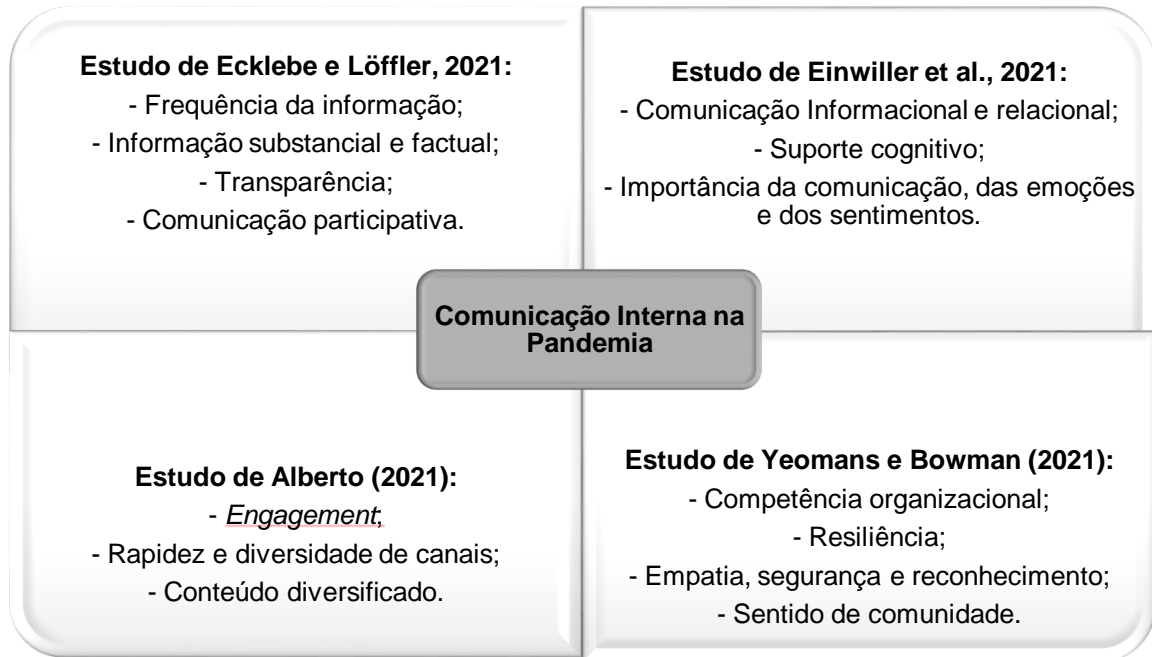 Estudo de Ecklebe e Löffler, 2021:
- Frequência da informação;
- Informação substancial e factual;
- Transparência;
- Comunicação participativa.
Estudo de Einwiller et al., 2021:
- Comunicação Informacional e relacional;
- Suporte cognitivo;
- Importância da comunicação, das emoções
e dos sentimentos.
Comunicação Interna na
Pandemia
Estudo de Alberto (2021):
- Engagement;
- Rapidez e diversidade de canais;
- Conteúdo diversificado.
Estudo de Yeomans e Bowman (2021):
- Competência organizacional;
- Resiliência;
- Empatia, segurança e reconhecimento;
- Sentido de comunidade.